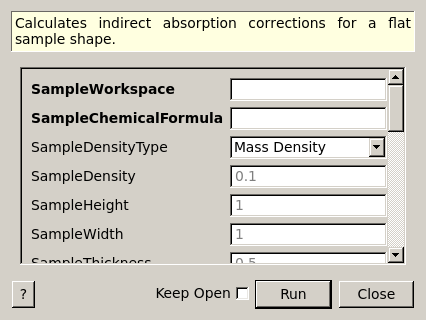 Calculates indirect absorption corrections for a flat
sample shape.
SampleWorkspace
SampleChemicalFormula
SampleDensityType Mass Density
SampleDensity 0.1
SampleHeight 1
SampleWidth 1
SampleThickness 0.5
? Keep Open Run Close